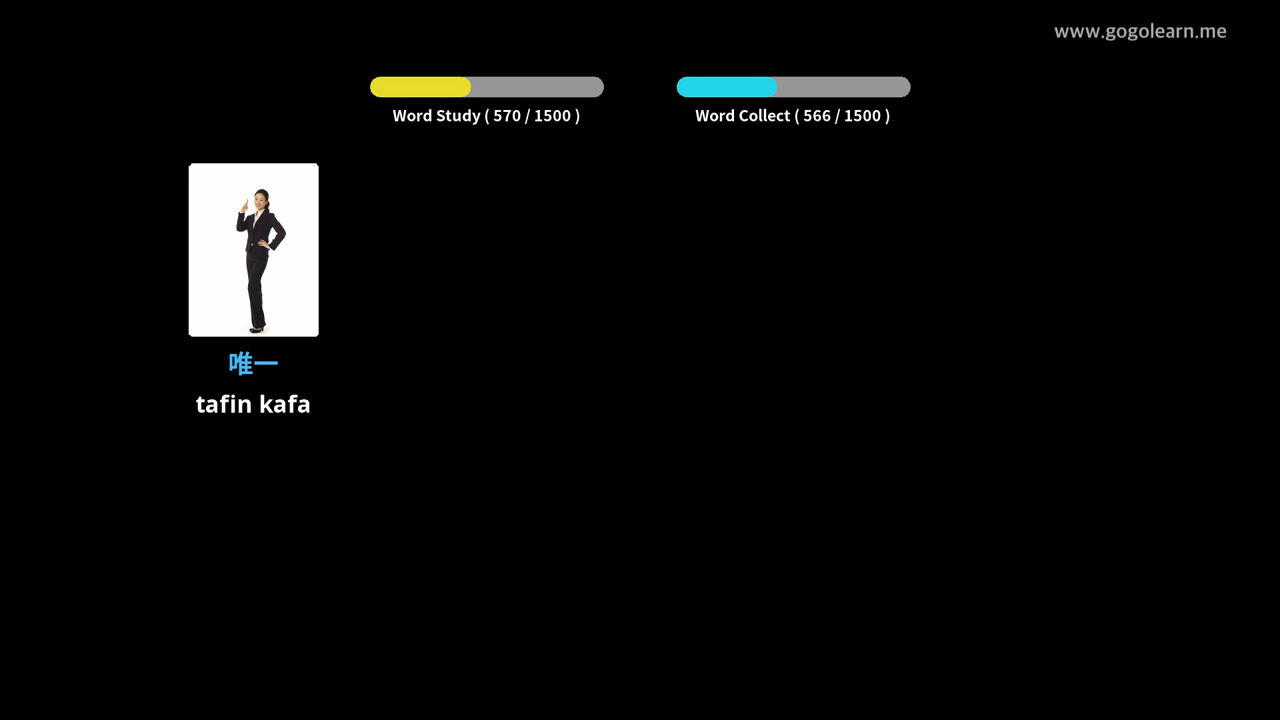 www.gogolearn.me
Word Study ( 570 / 1500 )
Word Collect ( 566 / 1500 )
唯一
tafin kafa